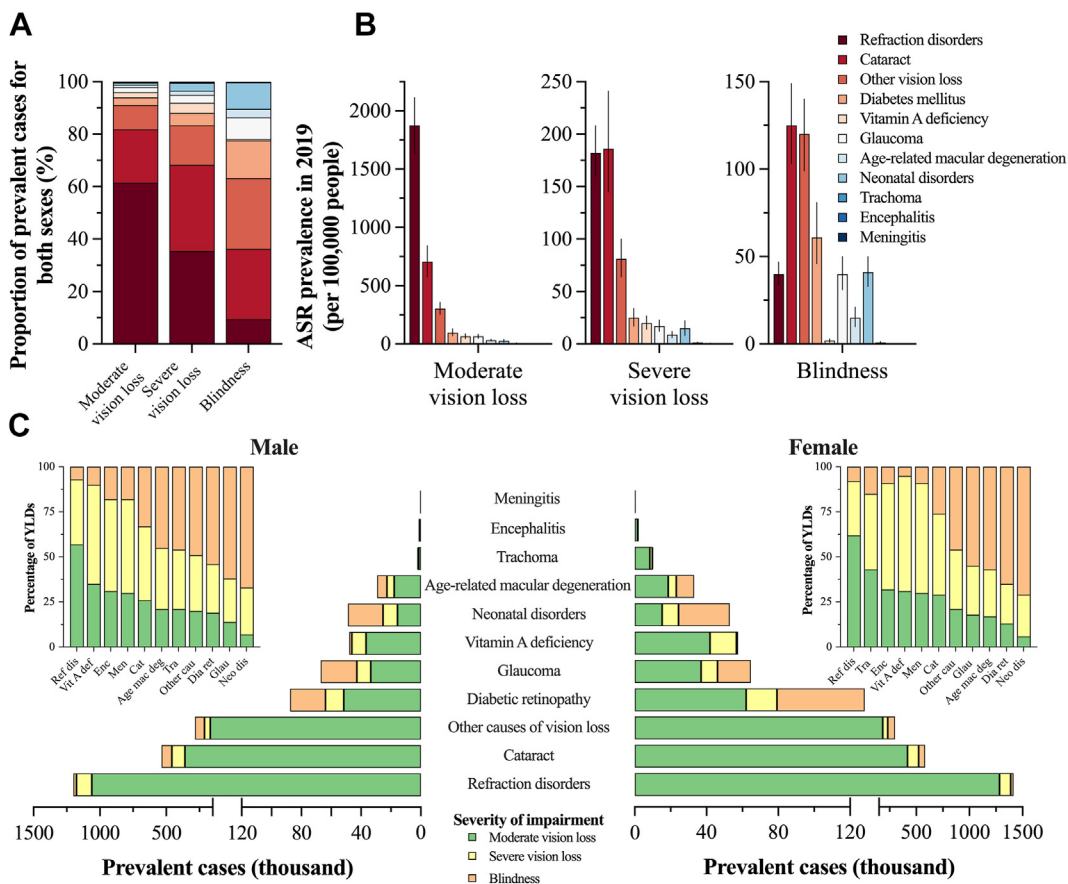 A
Proportion of prevalent cases for
both sexes (%)
100
80
60
40
20
0
Moderate
vision loss
Severe
vision loss
Blindness
B
ASR prevalence in 2019
(per 100,000 people)
2000
1500
1000
500
0
Moderate
vision loss
250
200
150
100
50
0
Severe
vision loss
150
100
50
0
Blindness
Refraction disorders
Cataract
Other vision loss
Diabetes mellitus
Vitamin A deficiency
Glaucoma
Age-related macular degeneration
Neonatal disorders
Trachoma
Encephalitis
Meningitis
C
Male
Percentage of YLDs
100
75
50
25
0
Ref dis
Vit A def
Enc
Men
Cat
Age mac deg
Tra
Other cau
Dia ret
Glau
Neo dis
Meningitis
Encephalitis
Trachoma
Age-related macular degeneration
Neonatal disorders
Vitamin A deficiency
Glaucoma
Diabetic retinopathy
Other causes of vision loss
Cataract
Refraction disorders
1500 1000 500 120 80 40 0
Prevalent cases (thousand)
Female
Percentage of YLDs
100
75
50
25
0
Ref dis
Tra
Enc
Vit A def
Men
Cat
Other cau
Glau
Age mac deg
Dia ret
Neo dis
0 40 80 120 500 1000 1500
Prevalent cases (thousand)
Severity of impairment
Moderate vision loss
Severe vision loss
Blindness